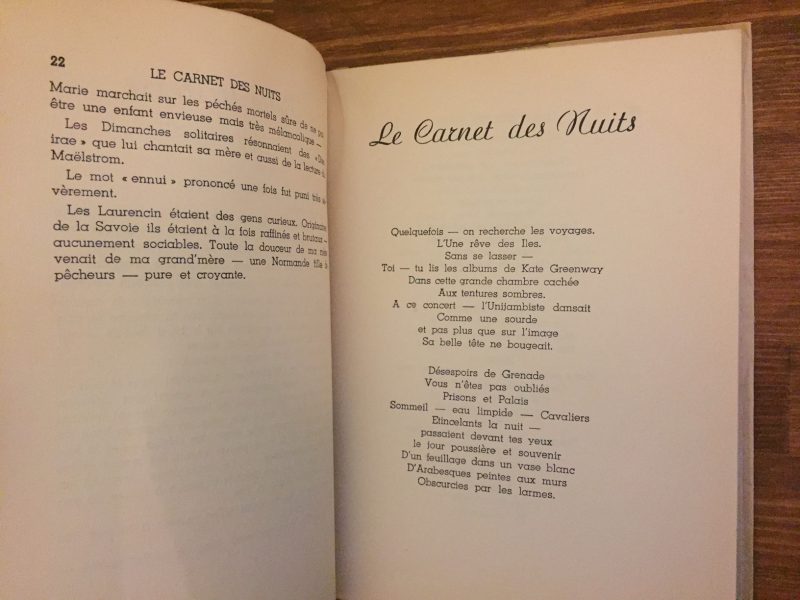 22
LE CARNET DES NUITS
Marie marchait sur les péchés mortels sûre de ne pas
être une enfant envieuse mais très mélancolique —
Les Dimanches solitaires résonnaient des «
irae » que lui chantait sa mère et aussi de la lecture
Maëlstrom.
Le mot « ennui » prononcé une fois fut puni très
vèrement.
Les Laurencin étaient des gens curieux.
de la Savoie ils étaient à la fois raffinés et
aucunement sociables. Toute la douceur de ma
venait de ma grand'mère — une Normande fille
pêcheurs — pure et croyante.
Le Carnet des Nuits
Quelquefois — on recherche les voyages.
L'Une rêve des Iles.
Sans se lasser —
Toi — tu lis les albums de Kate Greenway
Dans cette grande chambre cachée
Aux tentures sombres.
A ce concert — l'Unijambiste dansait
Comme une sourde
et pas plus que sur l'image
Sa belle tête ne bougeait.
Désespoirs de Grenade
Vous n'êtes pas oubliés
Prisons et Palais
Sommeil — eau limpide — Cavaliers
Etincelants la nuit —
passaient devant tes yeux
le jour poussière et souvenir
D'un feuillage dans un vase blanc
D'Arabesques peintes aux murs
Obscurcies par les larmes.